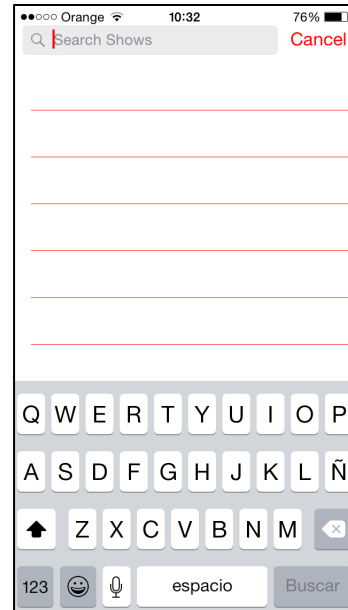 Orange 10:32 76%
Search Shows Cancel
Q W E R T Y U I O P
A S D F G H J K L Ñ
Z X C V B N M
123 espacio Buscar